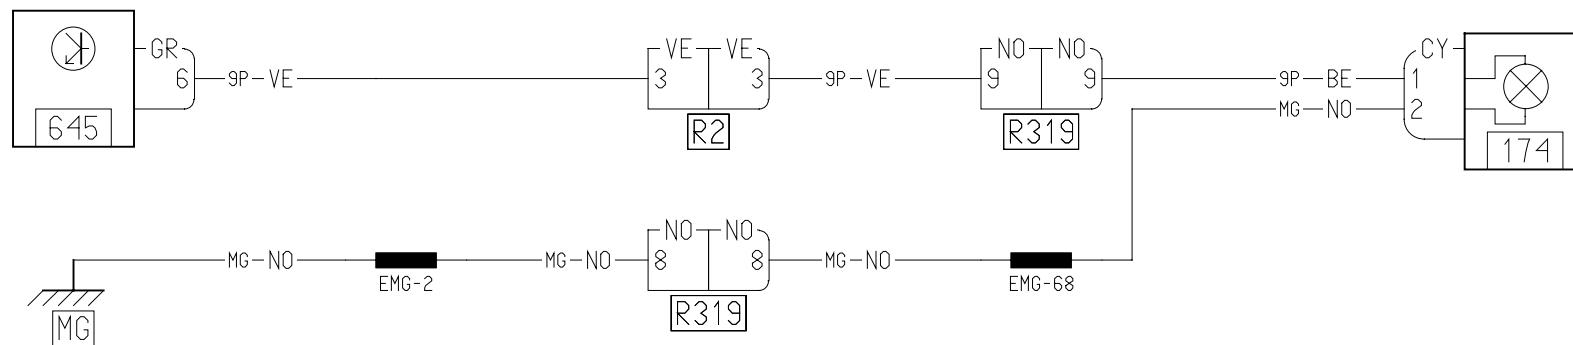 GR VE VE NO NO CY
6 9P-VE 3 3 9P-VE 9 9 9P-BE 1
MG-NO 2
645 R2 R319 174
NO NO
MG-NO MG-NO 8 8 MG-NO
EMG-2 EMG-68
R319
MG